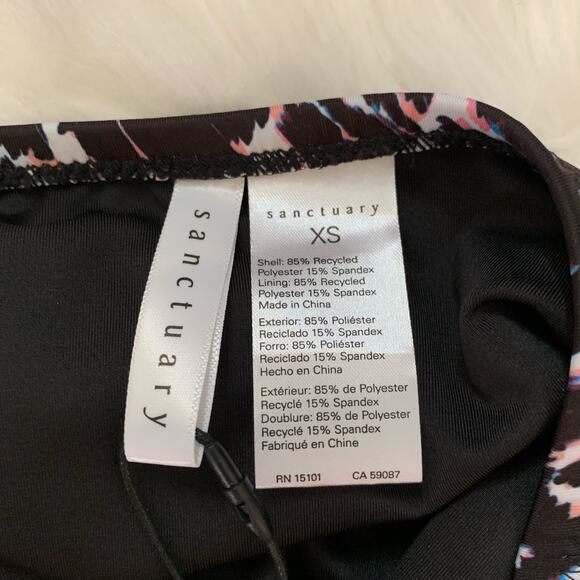 sanctuary
sanctuary
XS
Shell: 85% Recycled
Polyester 15% Spandex
Lining: 85% Recycled
Polyester 15% Spandex
Made in China
Exterior: 85% Poliéster
Reciclado 15% Spandex
Forro: 85% Poliéster
Reciclado 15% Spandex
Hecho en China
Extérieur: 85% de Polyester
Recyclé 15% Spandex
Doublure: 85% de Polyester
Recyclé 15% Spandex
Fabriqué en Chine
RN 15101 CA 59087